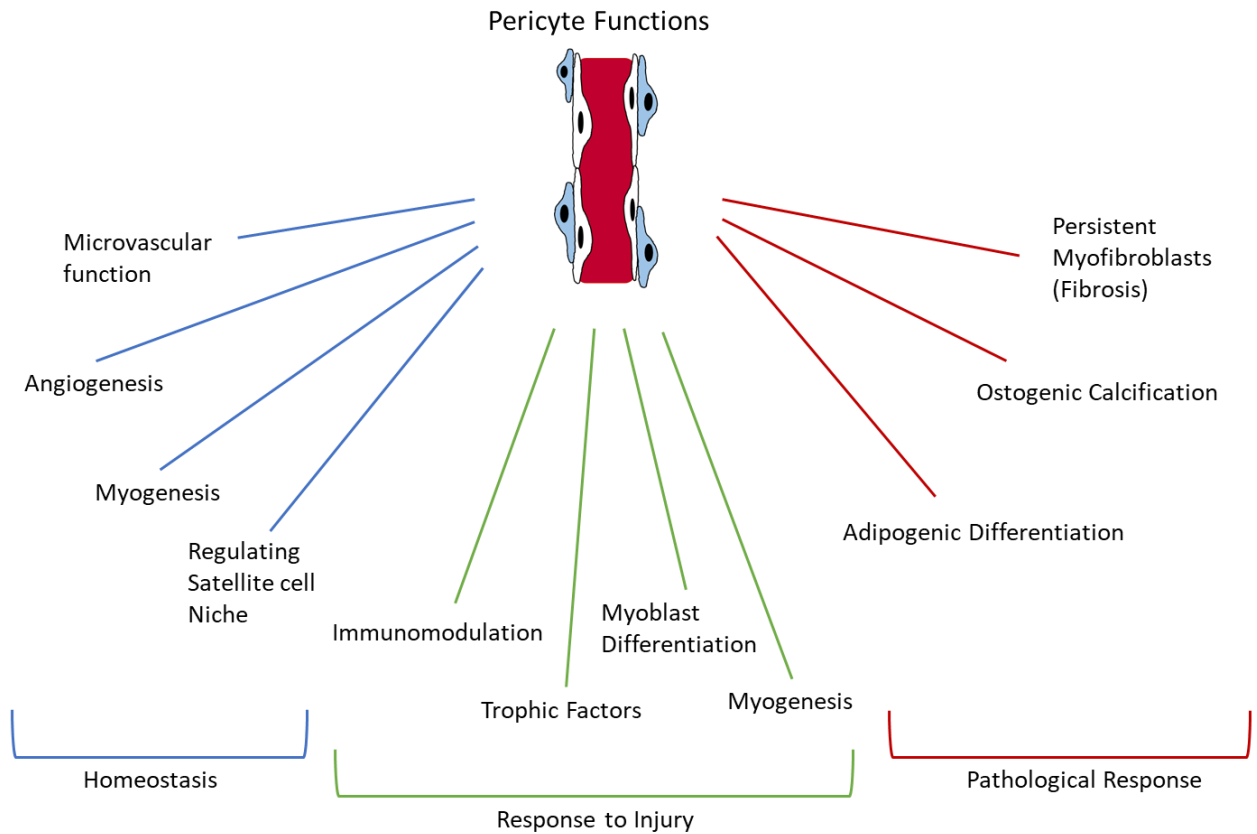 Pericyte Functions
Microvascular
function
Angiogenesis
Myogenesis
Regulating
Satellite cell
Niche
Immunomodulation
Trophic Factors
Myoblast
Differentiation
Myogenesis
Persistent
Myofibroblasts
(Fibrosis)
Ostogenic Calcification
Adipogenic Differentiation
Homeostasis
Response to Injury
Pathological Response